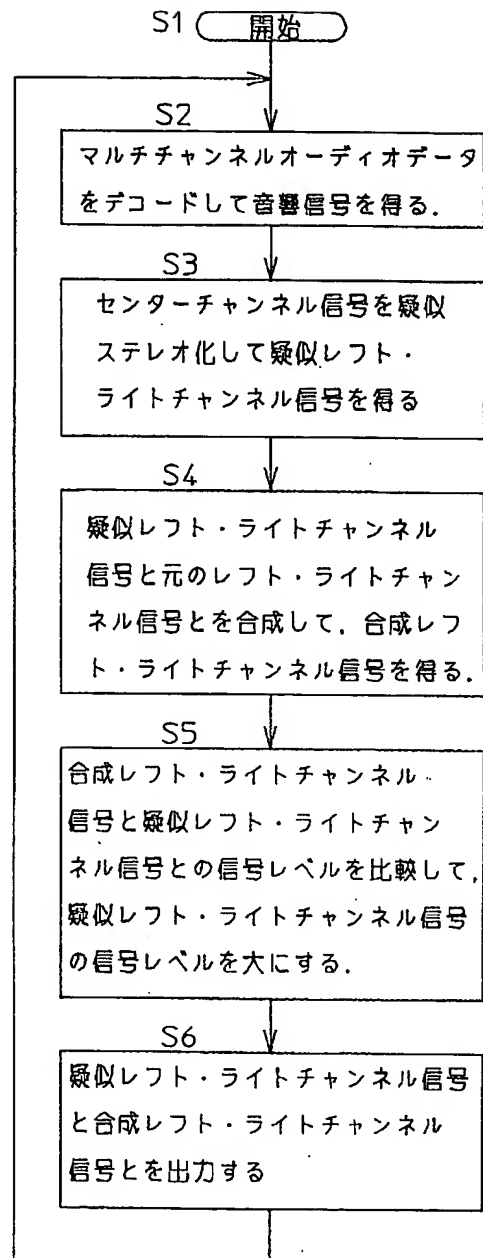 S1 開始
S2
マルチチャンネルオーディオデータ
をデコードして音響信号を得る.
S3
センターチャンネル信号を疑似
ステレオ化して疑似レフト・
ライトチャンネル信号を得る
S4
疑似レフト・ライトチャンネル
信号と元のレフト・ライトチャン
ネル信号とを合成して,合成レフ
ト・ライトチャンネル信号を得る.
S5
合成レフト・ライトチャンネル
信号と疑似レフト・ライトチャン
ネル信号との信号レベルを比較して,
疑似レフト・ライトチャンネル信号
の信号レベルを大にする.
S6
疑似レフト・ライトチャンネル信号
と合成レフト・ライトチャンネル
信号とを出力する